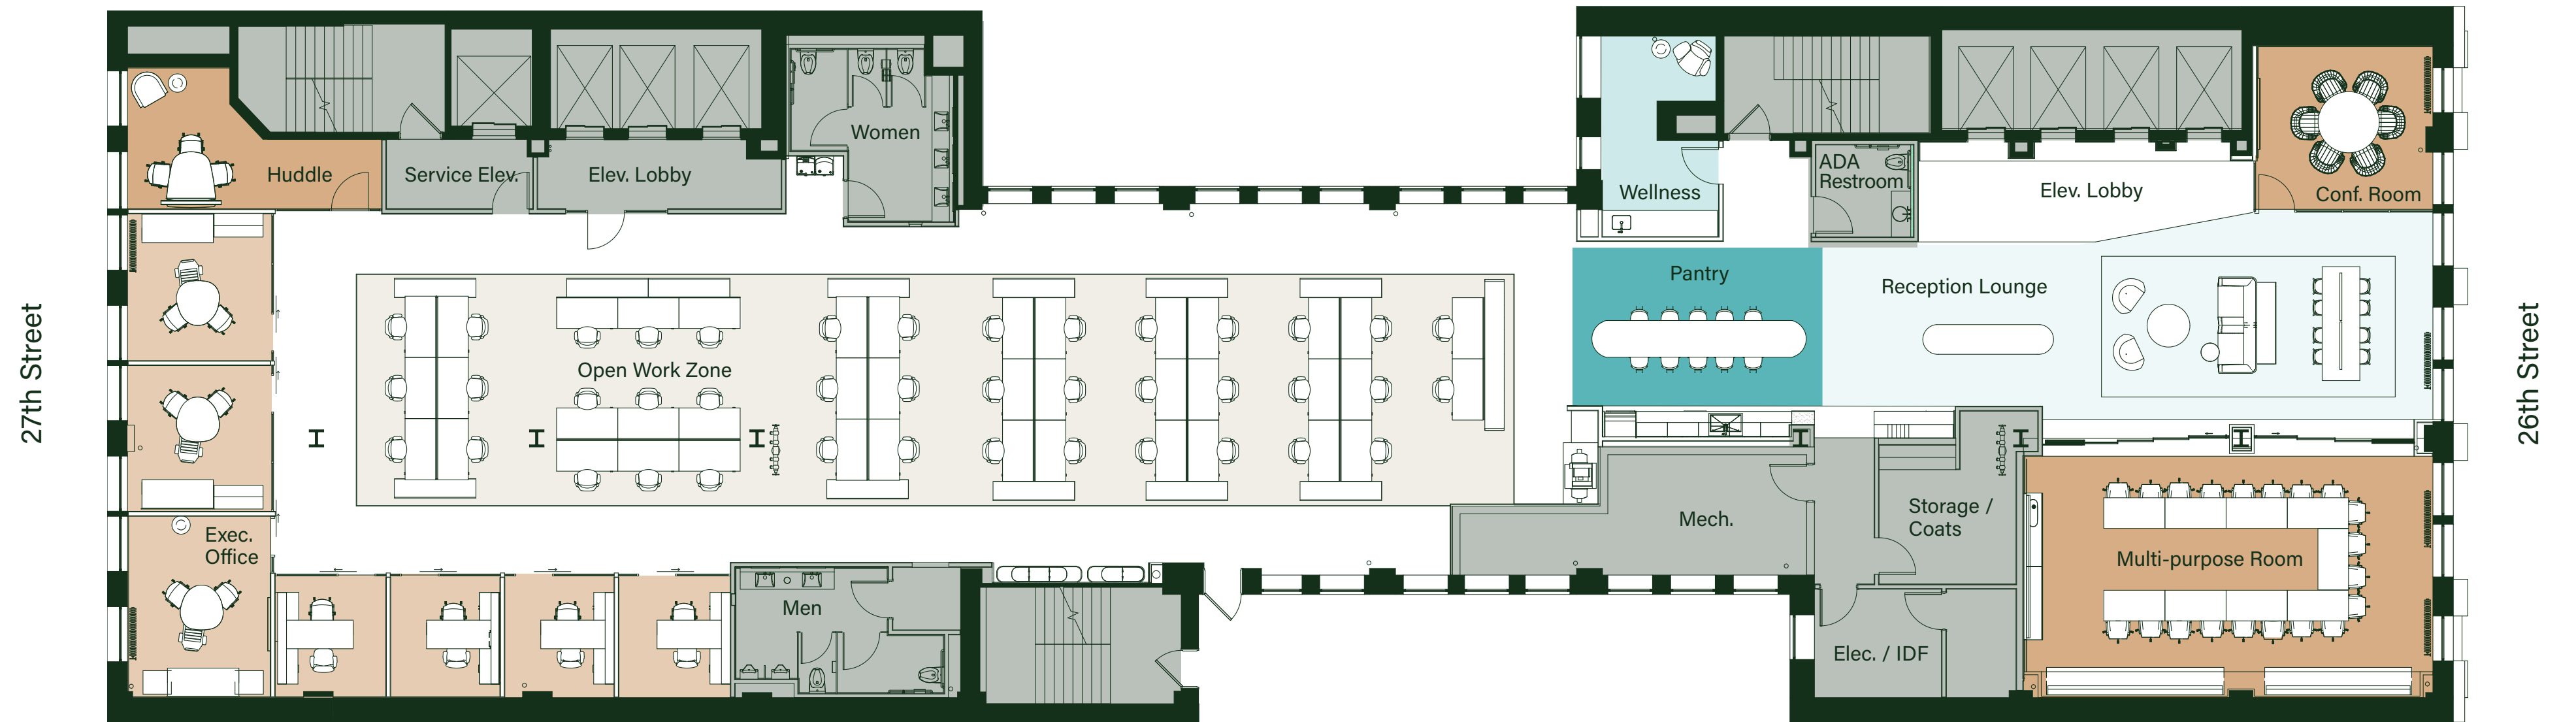 27th Street
Huddle
Service Elev.
Elev. Lobby
Women
Wellness
ADA
Restroom
Elev. Lobby
Conf. Room
Pantry
Reception Lounge
Open Work Zone
Exec.
Office
Men
Mech.
Storage /
Coats
Elec. / IDF
Multi-purpose Room
26th Street